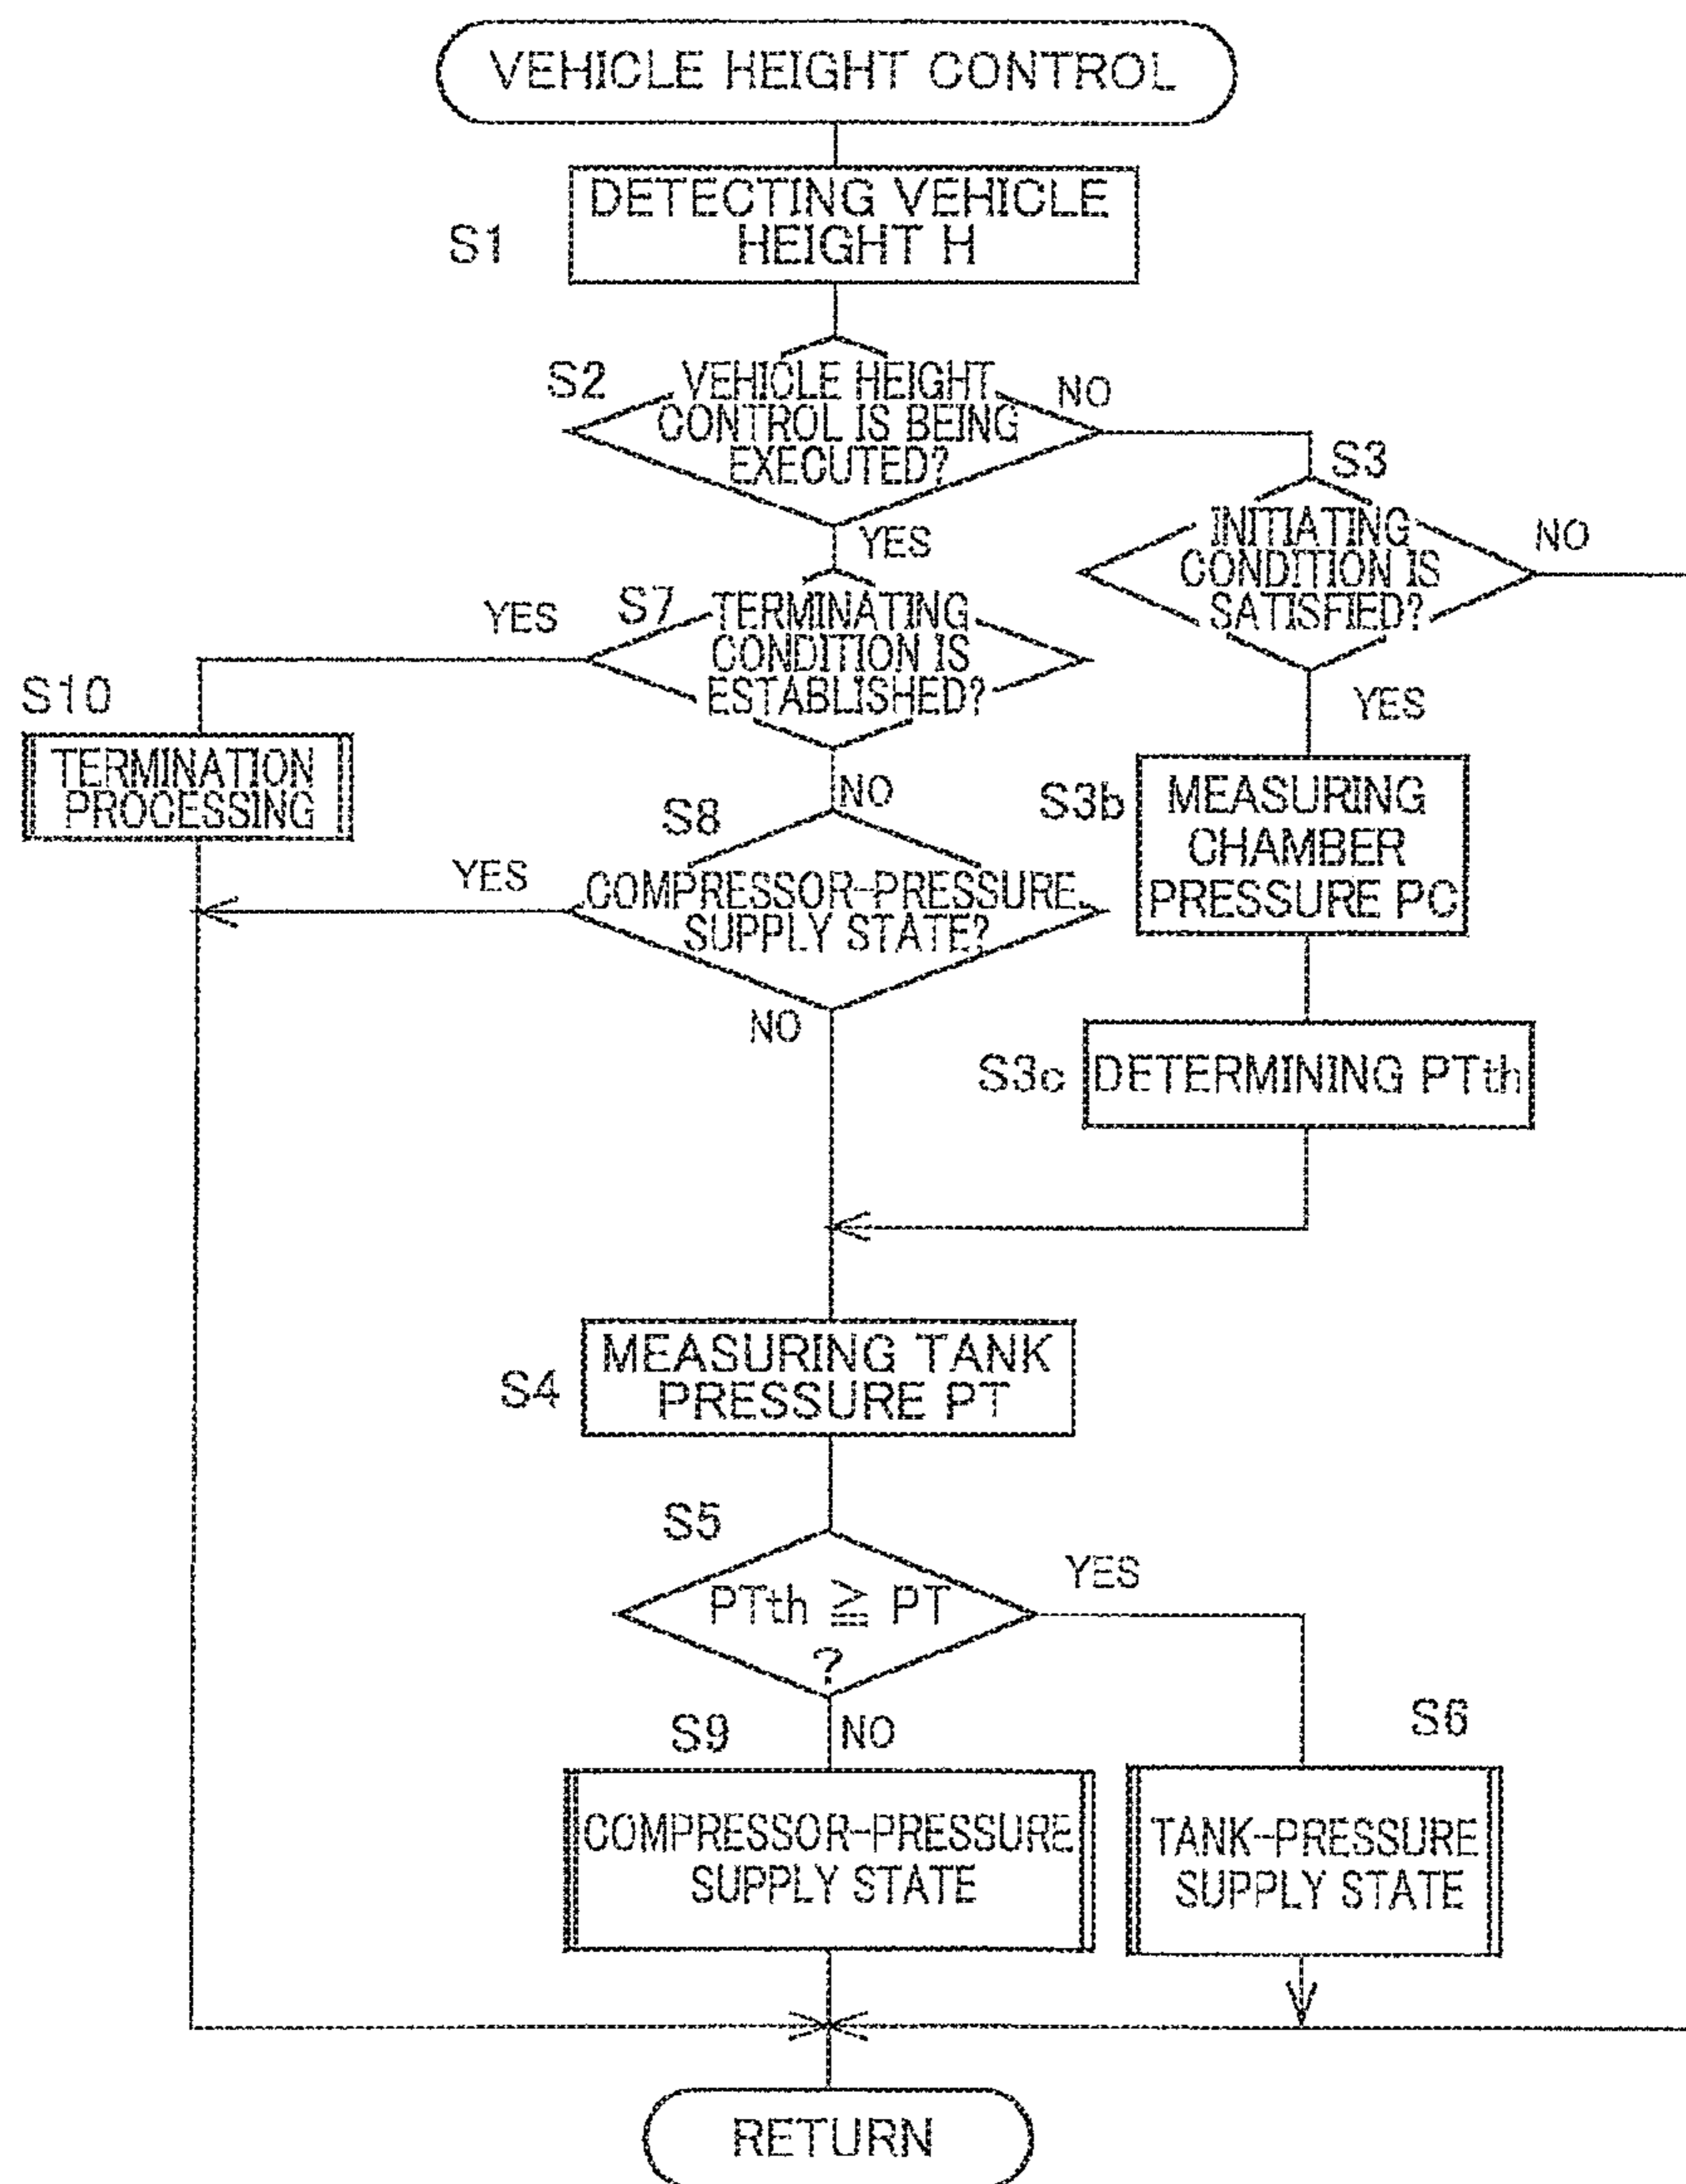 VEHICLE HEIGHT CONTROL
S1
DETECTING VEHICLE
HEIGHT H
S2
VEHICLE HEIGHT
CONTROL IS BEING
EXECUTED?
NO
YES
S3
INITIATING
CONDITION IS
SATISFIED?
NO
YES
S7
TERMINATING
CONDITION IS
ESTABLISHED?
YES
NO
S10
TERMINATION
PROCESSING
S8
COMPRESSOR-PRESSURE
SUPPLY STATE?
YES
NO
S3b
MEASURING
CHAMBER
PRESSURE PC
S3c
DETERMINING PTth
S4
MEASURING TANK
PRESSURE PT
S5
PTth ≧ PT
?
YES
NO
S9
COMPRESSOR-PRESSURE
SUPPLY STATE
S6
TANK-PRESSURE
SUPPLY STATE
RETURN